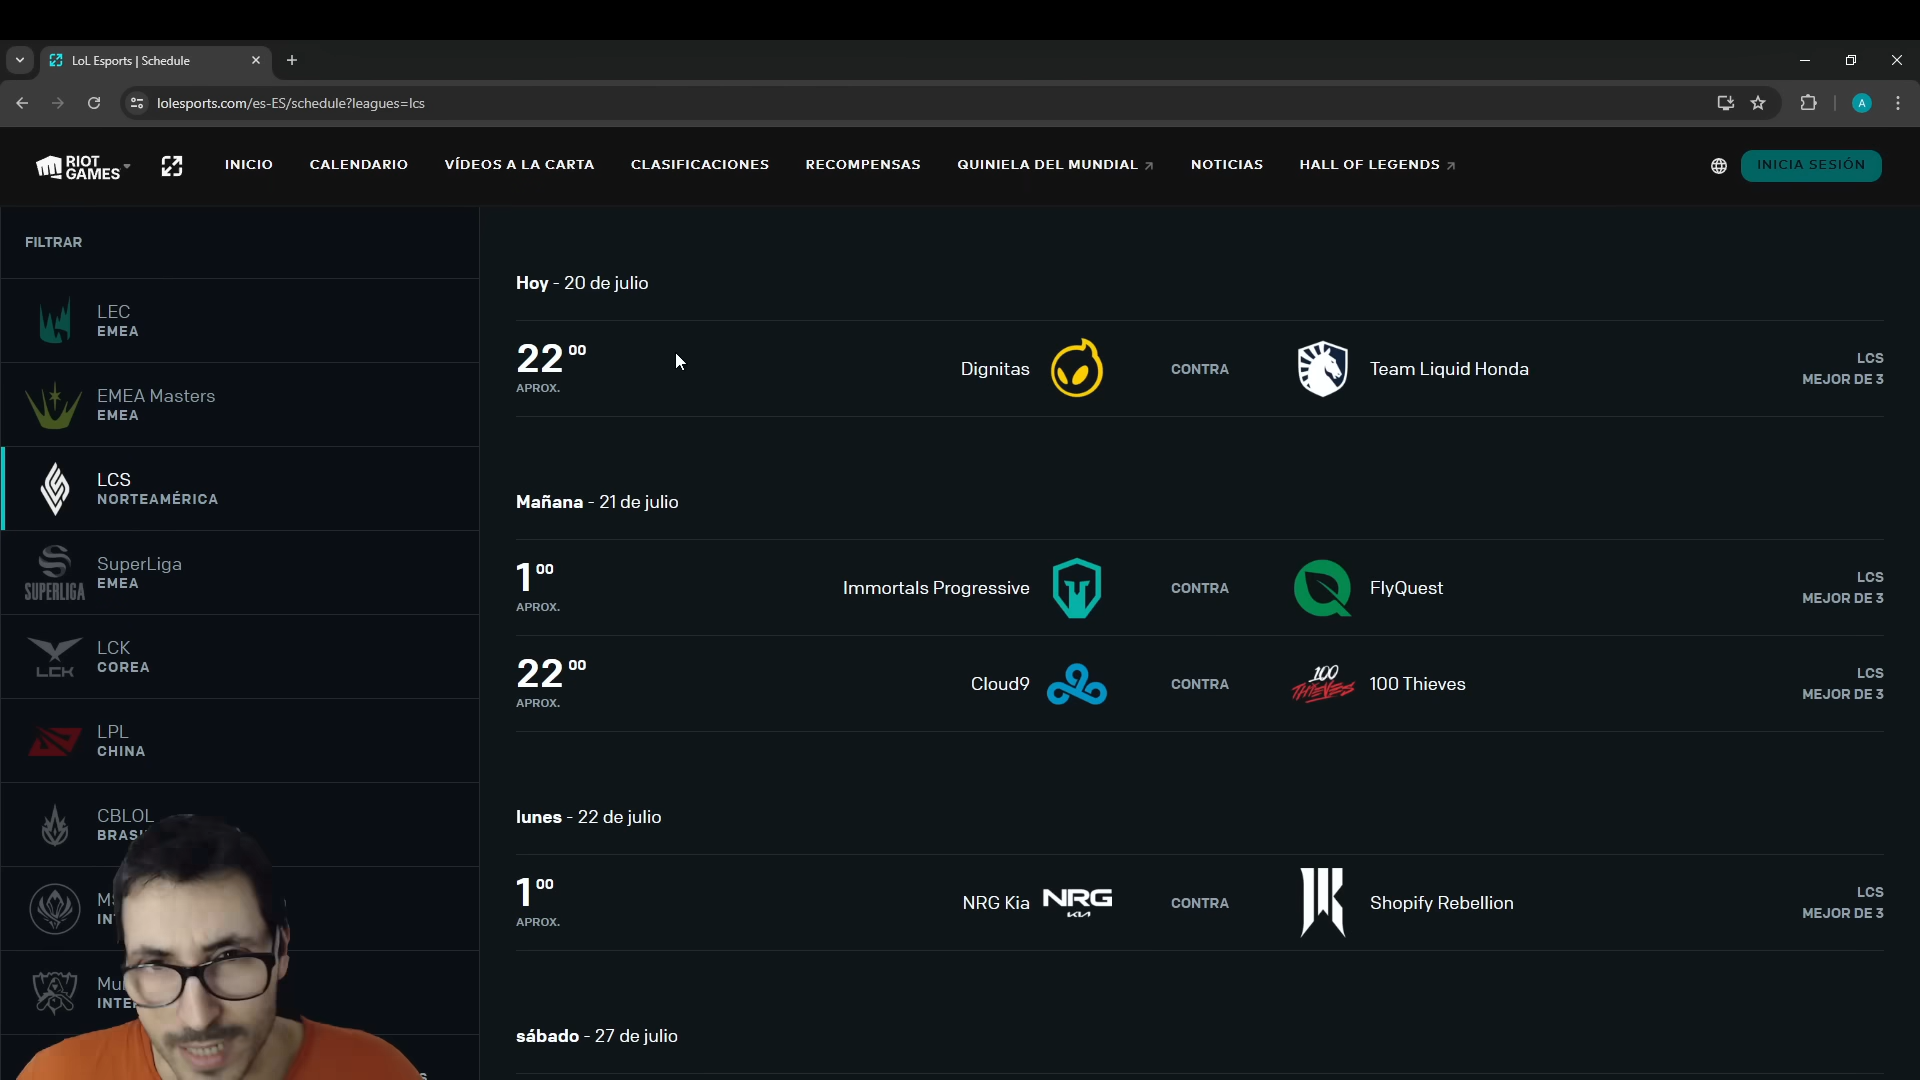 LoL Esports | Schedule
lolesports.com/es-ES/schedule?leagues=lcs
A
RIOT GAMES
INICIO
CALENDARIO
VÍDEOS A LA CARTA
CLASIFICACIONES
RECOMPENSAS
QUINIELA DEL MUNDIAL
NOTICIAS
HALL OF LEGENDS
INICIA SESIÓN
FILTRAR
LEC
EMEA
EMEA Masters
EMEA
LCS
NORTEAMÉRICA
SUPERLIGA
SuperLiga
EMEA
LCK
LCK
COREA
LPL
CHINA
CBLOL
Hoy - 20 de julio
22 00
APROX.
Dignitas
CONTRA
Team Liquid Honda
LCS
MEJOR DE 3
Mañana - 21 de julio
1 00
APROX.
Immortals Progressive
CONTRA
FlyQuest
LCS
MEJOR DE 3
22 00
APROX.
Cloud9
CONTRA
100 THIEVES
100 Thieves
LCS
MEJOR DE 3
lunes - 22 de julio
1 00
APROX.
NRG Kia
NRG
KIA
CONTRA
Shopify Rebellion
LCS
MEJOR DE 3
sábado - 27 de julio